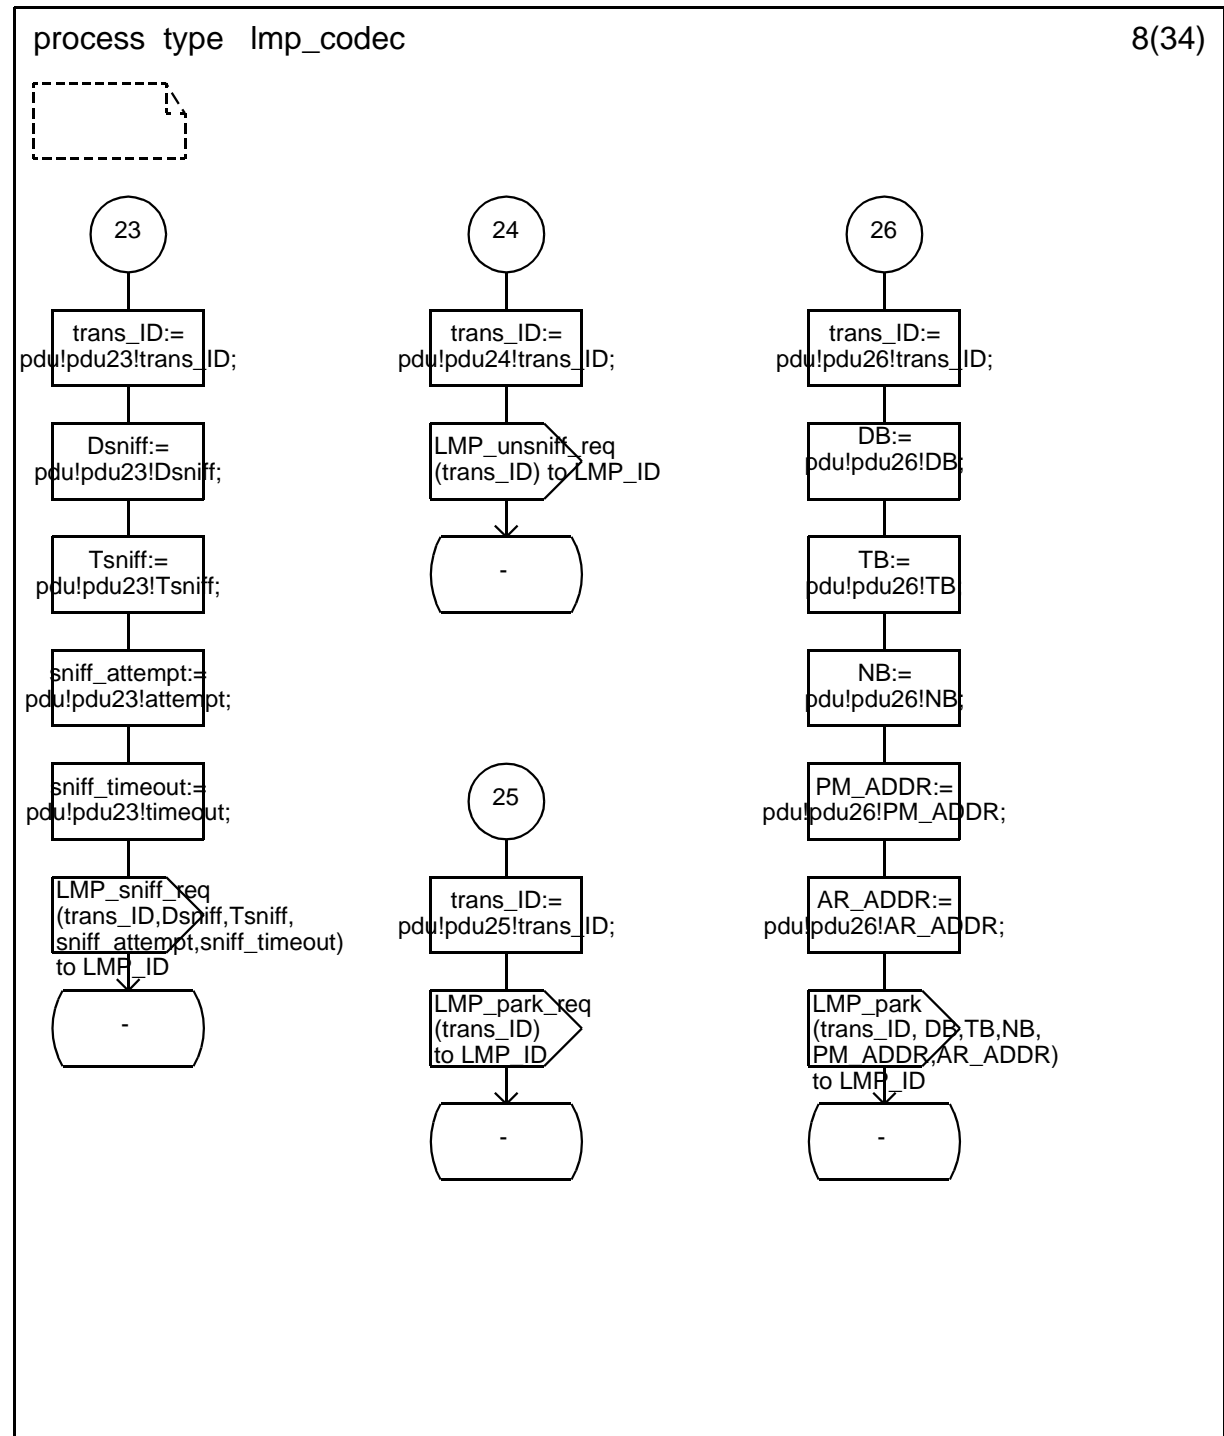 process type lmp_codec
8(34)
23
trans_ID:=
pdu!pdu23!trans_ID;
Dsniff:=
pdu!pdu23!Dsniff;
Tsniff:=
pdu!pdu23!Tsniff;
sniff_attempt:=
pdu!pdu23!attempt;
sniff_timeout:=
pdu!pdu23!timeout;
LMP_sniff_req
(trans_ID,Dsniff,Tsniff,
sniff_attempt,sniff_timeout)
to LMP_ID
-
24
trans_ID:=
pdu!pdu24!trans_ID;
LMP_unsniff_req
(trans_ID) to LMP_ID
-
25
trans_ID:=
pdu!pdu25!trans_ID;
LMP_park_req
(trans_ID)
to LMP_ID
-
26
trans_ID:=
pdu!pdu26!trans_ID;
DB:=
pdu!pdu26!DB;
TB:=
pdu!pdu26!TB
NB:=
pdu!pdu26!NB;
PM_ADDR:=
pdu!pdu26!PM_ADDR;
AR_ADDR:=
pdu!pdu26!AR_ADDR;
LMP_park
(trans_ID, DB,TB,NB,
PM_ADDR,AR_ADDR)
to LMP_ID
-